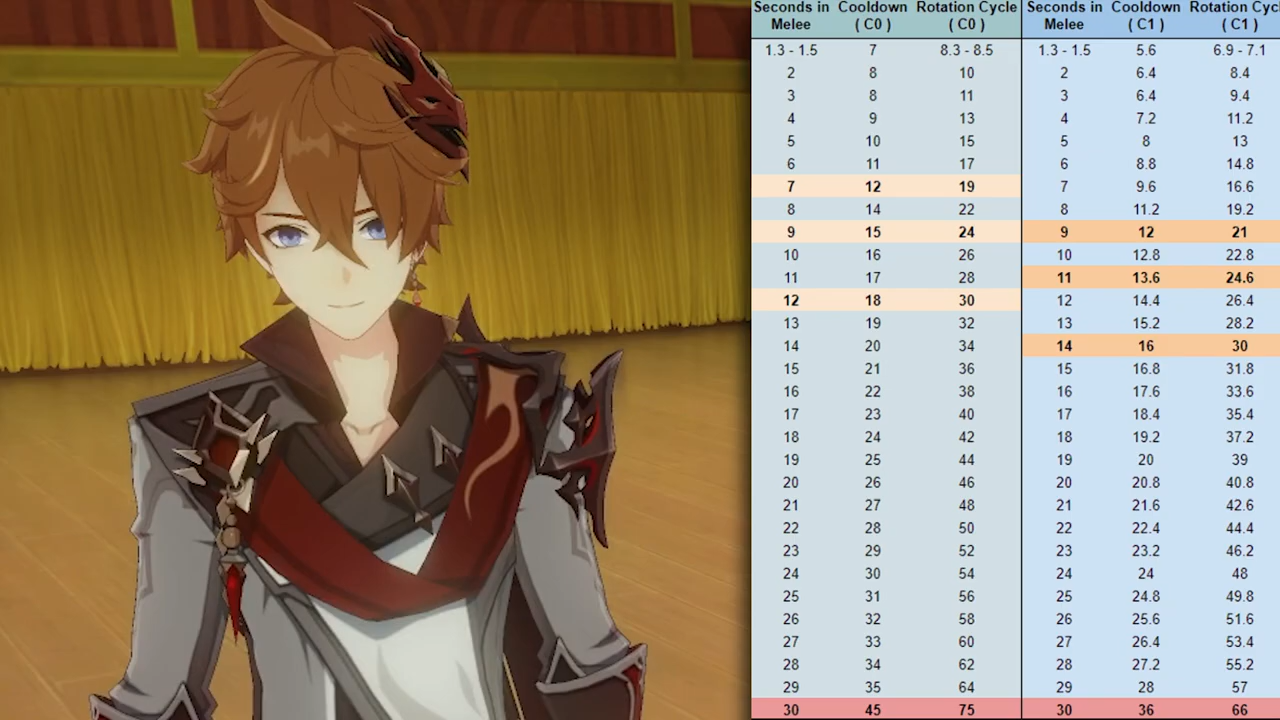 Seconds in Melee Cooldown ( C0 ) Rotation Cycle ( C0 ) Seconds in Melee Cooldown ( C1 ) Rotation Cycle ( C1 )
1.3 - 1.5 7 8.3 - 8.5 1.3 - 1.5 5.6 6.9 - 7.1
2 8 10 2 6.4 8.4
3 8 11 3 6.4 9.4
4 9 13 4 7.2 11.2
5 10 15 5 8 13
6 11 17 6 8.8 14.8
7 12 19 7 9.6 16.6
8 14 22 8 11.2 19.2
9 15 24 9 12 21
10 16 26 10 12.8 22.8
11 17 28 11 13.6 24.6
12 18 30 12 14.4 26.4
13 19 32 13 15.2 28.2
14 20 34 14 16 30
15 21 36 15 16.8 31.8
16 22 38 16 17.6 33.6
17 23 40 17 18.4 35.4
18 24 42 18 19.2 37.2
19 25 44 19 20 39
20 26 46 20 20.8 40.8
21 27 48 21 21.6 42.6
22 28 50 22 22.4 44.4
23 29 52 23 23.2 46.2
24 30 54 24 24 48
25 31 56 25 24.8 49.8
26 32 58 26 25.6 51.6
27 33 60 27 26.4 53.4
28 34 62 28 27.2 55.2
29 35 64 29 28 57
30 45 75 30 36 66